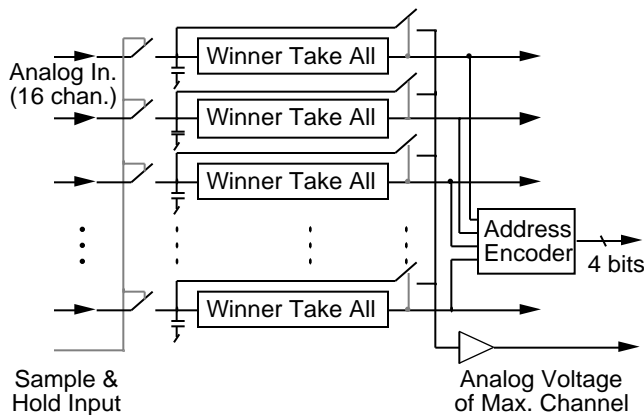 Winner Take All
Analog In.
(16 chan.)
Winner Take All
Winner Take All
Address
Encoder
4 bits
Winner Take All
Sample &
Hold Input
Analog Voltage
of Max. Channel